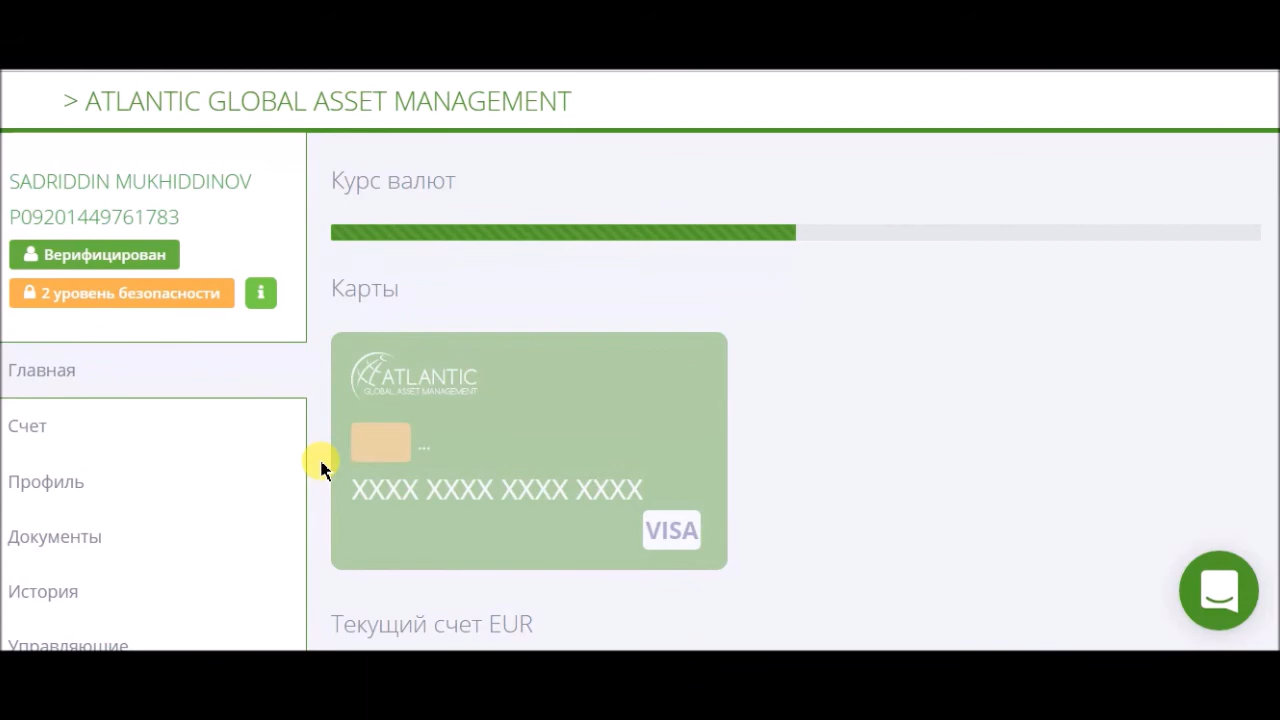 > ATLANTIC GLOBAL ASSET MANAGEMENT
SADRIDDIN MUKHIDDINOV
P09201449761783
Верифицирован
2 уровень безопасности
Главная
Счет
Профиль
Документы
История
Управляющие
Курс валют
Карты
ATLANTIC
GLOBAL ASSET MANAGEMENT
...
XXXX XXXX XXXX XXXX
VISA
Текущий счет EUR